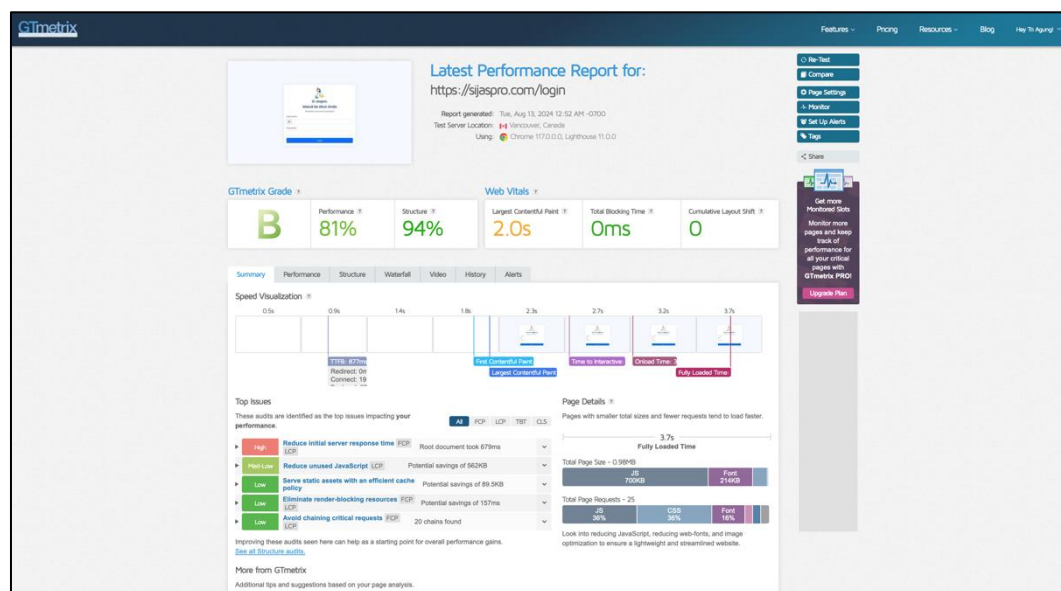 GTmetrix
Features Pricing Resources Blog Hey Tri Agung!
Latest Performance Report for:
https://sijaspro.com/login
Report generated: Tue, Aug 13, 2024 12:52 AM -0700
Test Server Location: Vancouver, Canada
Using: Chrome 117.0.0.0, Lighthouse 11.0.0
Re-Test
Compare
Page Settings
Monitor
Set Up Alerts
Tags
Share
Get more
Monitored Slots
Monitor more
pages and keep
track of
performance for
all your critical
pages with
GTmetrix PRO!
Upgrade Plan
GTmetrix Grade ?
Web Vitals ?
B
Performance ?
81%
Structure ?
94%
Largest Contentful Paint ?
2.0s
Total Blocking Time ?
0ms
Cumulative Layout Shift ?
0
Summary Performance Structure Waterfall Video History Alerts
Speed Visualization ?
0.5s 0.9s 1.4s 1.8s 2.3s 2.7s 3.2s 3.7s
TTFB: 877ms
Redirect: 0m
Connect: 19
First Contentful Paint
Largest Contentful Paint
Time to Interactive
Onload Time:
Fully Loaded Time:
Top Issues
These audits are identified as the top issues impacting your
performance.
All FCP LCP TBT CLS
High Reduce initial server response time FCP LCP Root document took 679ms
Med-Low Reduce unused JavaScript LCP Potential savings of 562KB
Low Serve static assets with an efficient cache policy Potential savings of 89.5KB
Low Eliminate render-blocking resources FCP LCP Potential savings of 157ms
Low Avoid chaining critical requests FCP LCP 20 chains found
Improving these audits seen here can help as a starting point for overall performance gains.
See all Structure audits.
More from GTmetrix
Additional tips and suggestions based on your page analysis.
Page Details ?
Pages with smaller total sizes and fewer requests tend to load faster.
3.7s
Fully Loaded Time
Total Page Size - 0.98MB
JS 700KB Font 214KB
Total Page Requests - 25
JS 36% CSS 36% Font 16%
Look into reducing JavaScript, reducing web-fonts, and image
optimization to ensure a lightweight and streamlined website.